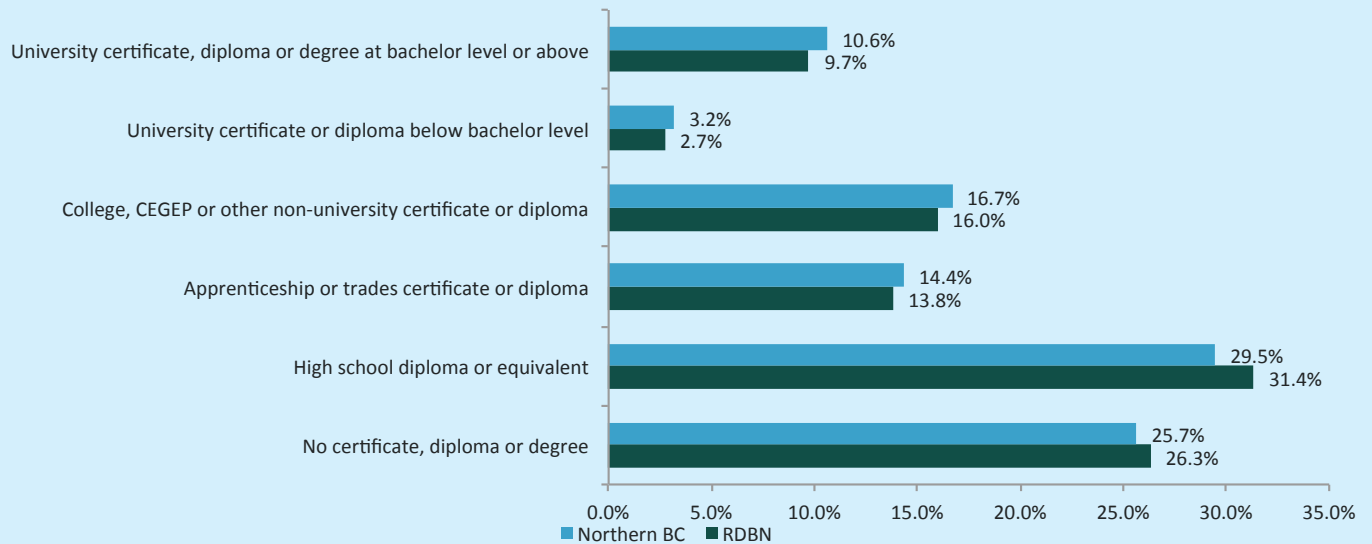 University certificate, diploma or degree at bachelor level or above
10.6%
9.7%
University certificate or diploma below bachelor level
3.2%
2.7%
College, CEGEP or other non-university certificate or diploma
16.7%
16.0%
Apprenticeship or trades certificate or diploma
14.4%
13.8%
High school diploma or equivalent
29.5%
31.4%
No certificate, diploma or degree
25.7%
26.3%
0.0% 5.0% 10.0% 15.0% 20.0% 25.0% 30.0% 35.0%
Northern BC RDBN